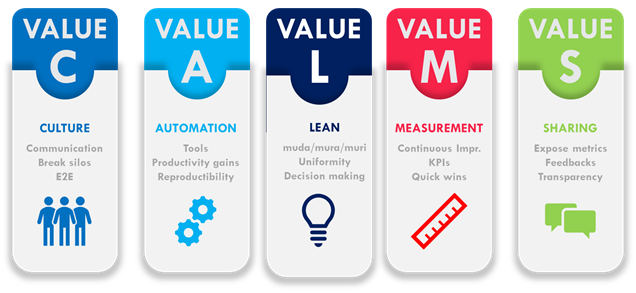 VALUE
C
CULTURE
Communication
Break silos
E2E
VALUE
A
AUTOMATION
Tools
Productivity gains
Reproductibility
VALUE
L
LEAN
muda/mura/muri
Uniformity
Decision making
VALUE
M
MEASUREMENT
Continuous Impr.
KPIs
Quick wins
VALUE
S
SHARING
Expose metrics
Feedbacks
Transparency